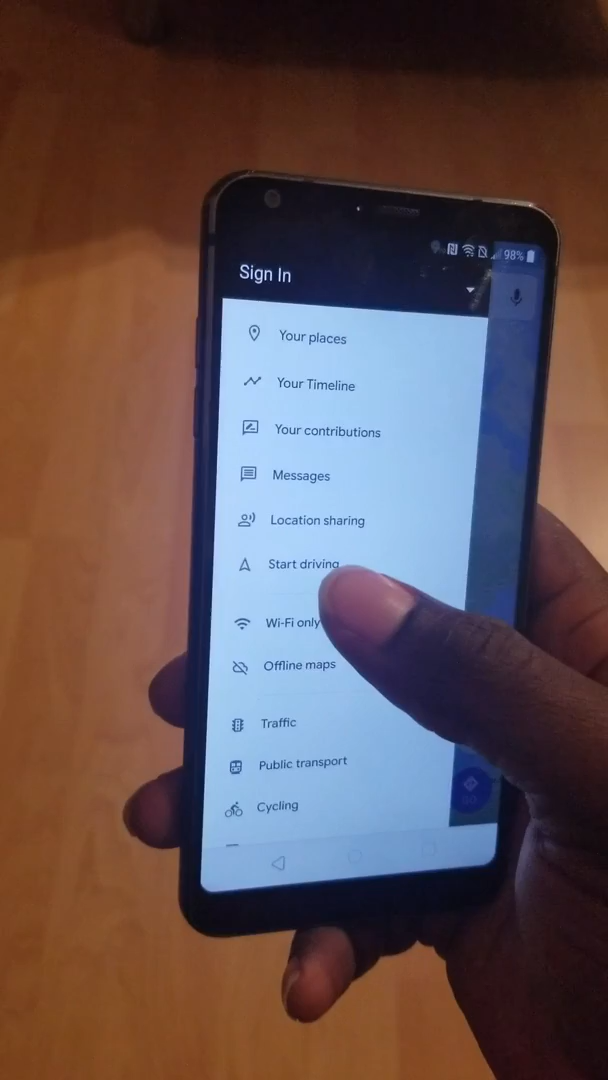 98%
Sign In
Your places
Your Timeline
Your contributions
Messages
Location sharing
Start driving
Wi-Fi only
Offline maps
Traffic
Public transport
Cycling
GO